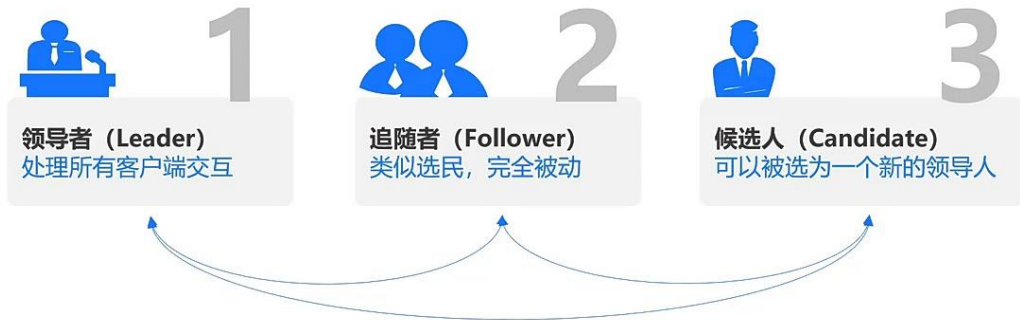 1
领导者（Leader）
处理所有客户端交互
2
追随者（Follower）
类似选民，完全被动
3
候选人（Candidate）
可以被选为一个新的领导人